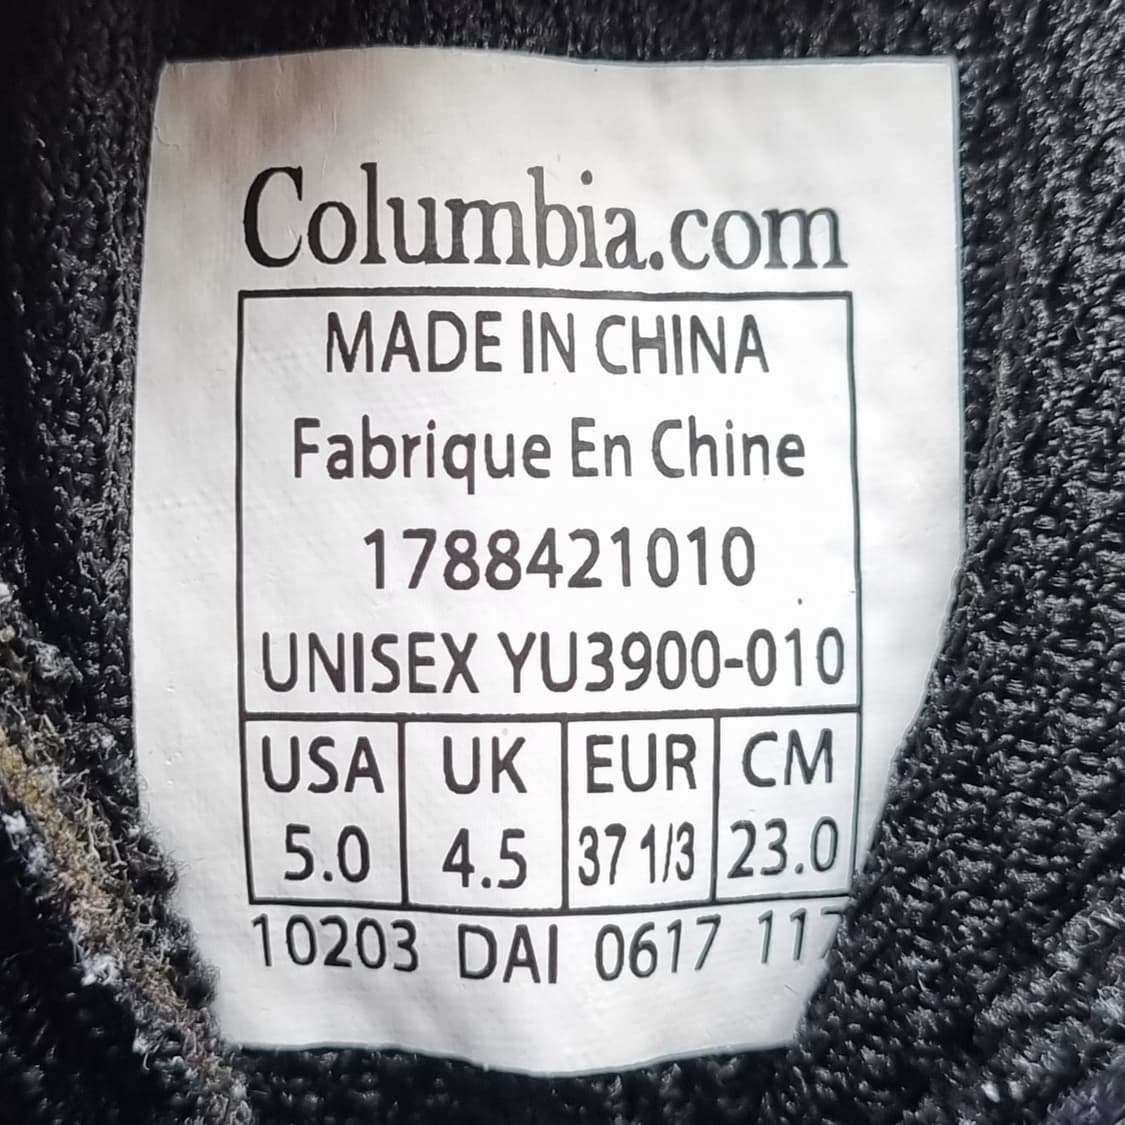 Columbia.com
MADE IN CHINA
Fabrique En Chine
1788421010
UNISEX YU3900-010
USA UK EUR CM
5.0 4.5 37 1/3 23.0
10203 DAI 0617 117